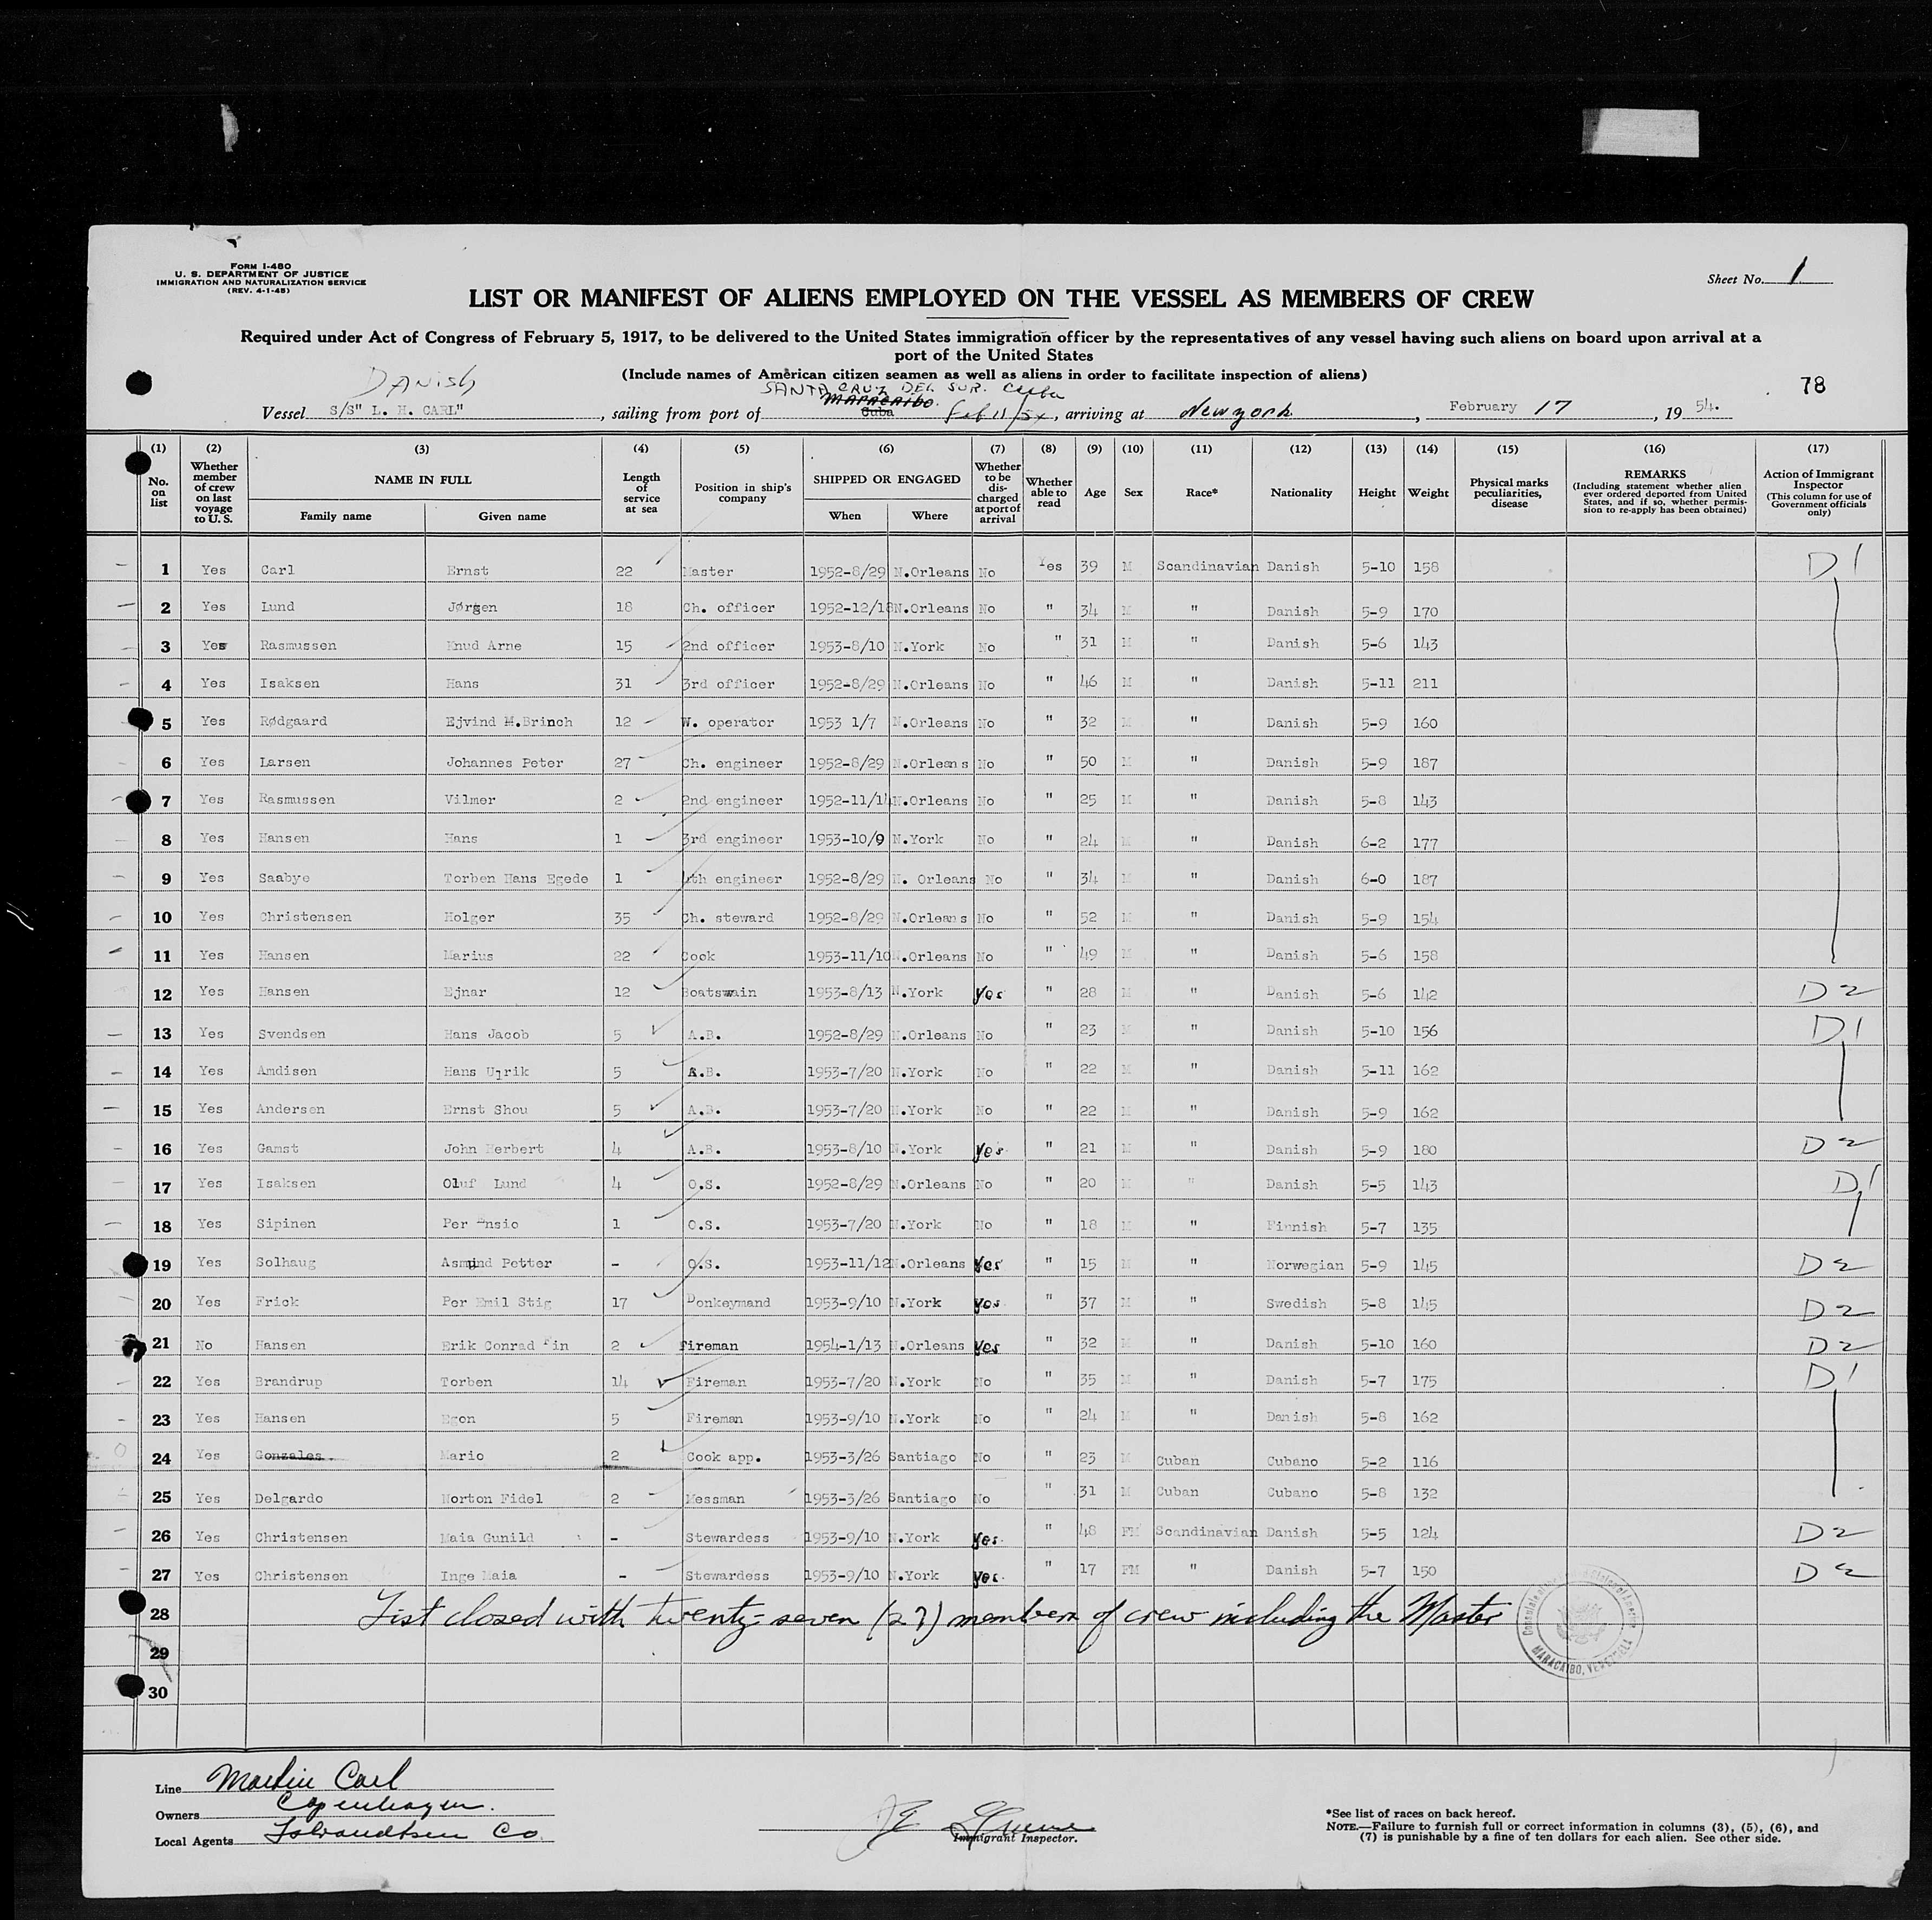 Form I-480
U. S. DEPARTMENT OF JUSTICE
IMMIGRATION AND NATURALIZATION SERVICE
(REV. 4-1-45)
Sheet No. 1
LIST OR MANIFEST OF ALIENS EMPLOYED ON THE VESSEL AS MEMBERS OF CREW
Required under Act of Congress of February 5, 1917, to be delivered to the United States immigration officer by the representatives of any vessel having such aliens on board upon arrival at a
port of the United States
(Include names of American citizen seamen as well as aliens in order to facilitate inspection of aliens)
78
DANish
SANTA CRUZ DEL SUR. Cuba
MARACAIBO.
Vessel S/S" L. H. CARL", sailing from port of Cuba Feb 11/54, arriving at New york, February 17, 19 54.
(1) (2) (3) (4) (5) (6) (7) (8) (9) (10) (11) (12) (13) (14) (15) (16) (17)
No. on list
Whether member of crew on last voyage to U. S.
NAME IN FULL
Family name Given name
Length of service at sea
Position in ship's company
SHIPPED OR ENGAGED
When Where
Whether to be dis-charged at port of arrival
Whether able to read
Age
Sex
Race*
Nationality
Height
Weight
Physical marks peculiarities, disease
REMARKS
(Including statement whether alien ever ordered deported from United States, and if so, whether permis-sion to re-apply has been obtained)
Action of Immigrant Inspector
(This column for use of Government officials only)
1 Yes Carl Ernst 22 Master 1952-8/29 N.Orleans No Yes 39 M Scandinavian Danish 5-10 158 D1
2 Yes Lund Jørgen 18 Ch. officer 1952-12/18 N.Orleans No " 34 M " Danish 5-9 170
3 Yes Rasmussen Knud Arne 15 2nd officer 1953-8/10 N.York No " 31 M " Danish 5-6 143
4 Yes Isaksen Hans 31 3rd officer 1952-8/29 N.Orleans No " 46 M " Danish 5-11 211
5 Yes Rødgaard Ejvind M.Brinch 12 W. operator 1953 1/7 N.Orleans No " 32 M " Danish 5-9 160
6 Yes Larsen Johannes Peter 27 Ch. engineer 1952-8/29 N.Orleans No " 50 M " Danish 5-9 187
7 Yes Rasmussen Vilmer 2 2nd engineer 1952-11/14 N.Orleans No " 25 M " Danish 5-8 143
8 Yes Hansen Hans 1 3rd engineer 1953-10/9 N.York No " 24 M " Danish 6-2 177
9 Yes Saabye Torben Hans Egede 1 4th engineer 1952-8/29 N. Orleans No " 34 M " Danish 6-0 187
10 Yes Christensen Holger 35 Ch. steward 1952-8/29 N.Orleans No " 52 M " Danish 5-9 154
11 Yes Hansen Marius 22 Cook 1953-11/10 N.Orleans No " 49 M " Danish 5-6 158
12 Yes Hansen Ejnar 12 Boatswain 1953-8/13 N.York Yes " 28 M " Danish 5-6 142 D2
13 Yes Svendsen Hans Jacob 5 A.B. 1952-8/29 N.Orleans No " 23 M " Danish 5-10 156 D1
14 Yes Amdisen Hans Ulrik 5 A.B. 1953-7/20 N.York No " 22 M " Danish 5-11 162
15 Yes Andersen Ernst Shou 5 A.B. 1953-7/20 N.York No " 22 M " Danish 5-9 162
16 Yes Gamst John Herbert 4 A.B. 1953-8/10 N.York Yes " 21 M " Danish 5-9 180 D2
17 Yes Isaksen Oluf Lund 4 O.S. 1952-8/29 N.Orleans No " 20 M " Danish 5-5 143 D1
18 Yes Sipinen Per Ensio 1 O.S. 1953-7/20 N.York No " 18 M " Finnish 5-7 135
19 Yes Solhaug Asmund Petter - O.S. 1953-11/12 N.Orleans Yes " 15 M " Norwegian 5-9 145 D2
20 Yes Frick Per Emil Stig 17 Donkeymand 1953-9/10 N.York Yes " 37 M " Swedish 5-8 145 D2
21 No Hansen Erik Conrad 2 fireman 1954-1/13 N.Orleans Yes " 32 M " Danish 5-10 160 D2
22 Yes Brandrup Torben 14 Fireman 1953-7/20 N.York No " 35 M " Danish 5-7 175 D1
23 Yes Hansen Egon 5 Fireman 1953-9/10 N.York No " 24 M " Danish 5-8 162
24 Yes Gonzales Mario 2 Cook app. 1953-3/26 Santiago No " 23 M Cuban Cubano 5-2 116
25 Yes Delgardo Norton Fidel 2 Messman 1953-3/26 Santiago No " 31 M Cuban Cubano 5-8 132
26 Yes Christensen Maia Gunild - Stewardess 1953-9/10 N.York Yes. " 48 FM Scandinavian Danish 5-5 124 D2
27 Yes Christensen Inge Maia - Stewardess 1953-9/10 N.York Yes. " 17 FM " Danish 5-7 150 D2
28 List closed with twenty-seven (27) members of crew including the Master
29
30
MARACAIBO, VENEZUELA
Line Martin Carl
Owners Copenhagen.
Local Agents Isbrandtsen Co.
Immigrant Inspector.
*See list of races on back hereof.
NOTE.—Failure to furnish full or correct information in columns (3), (5), (6), and
(7) is punishable by a fine of ten dollars for each alien. See other side.